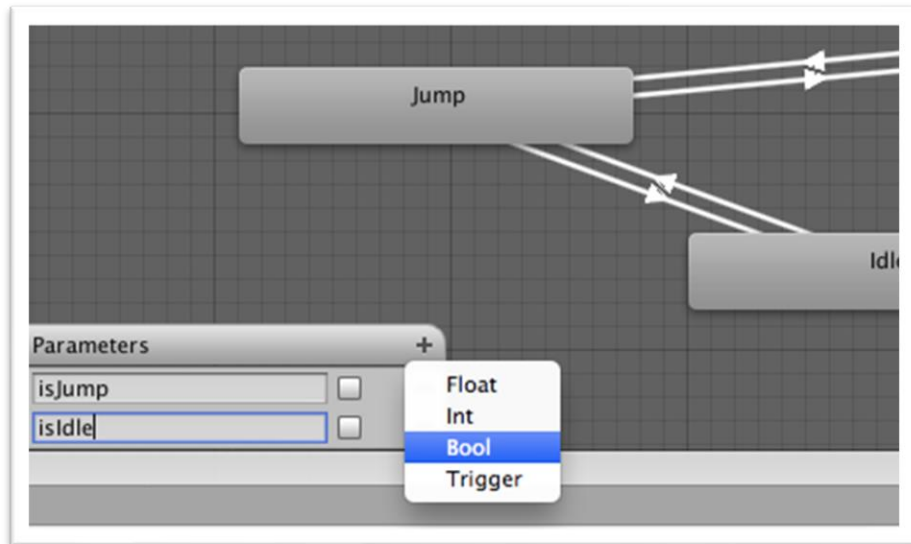 Jump
Parameters
isJump
isIdle
Float
Int
Bool
Trigger